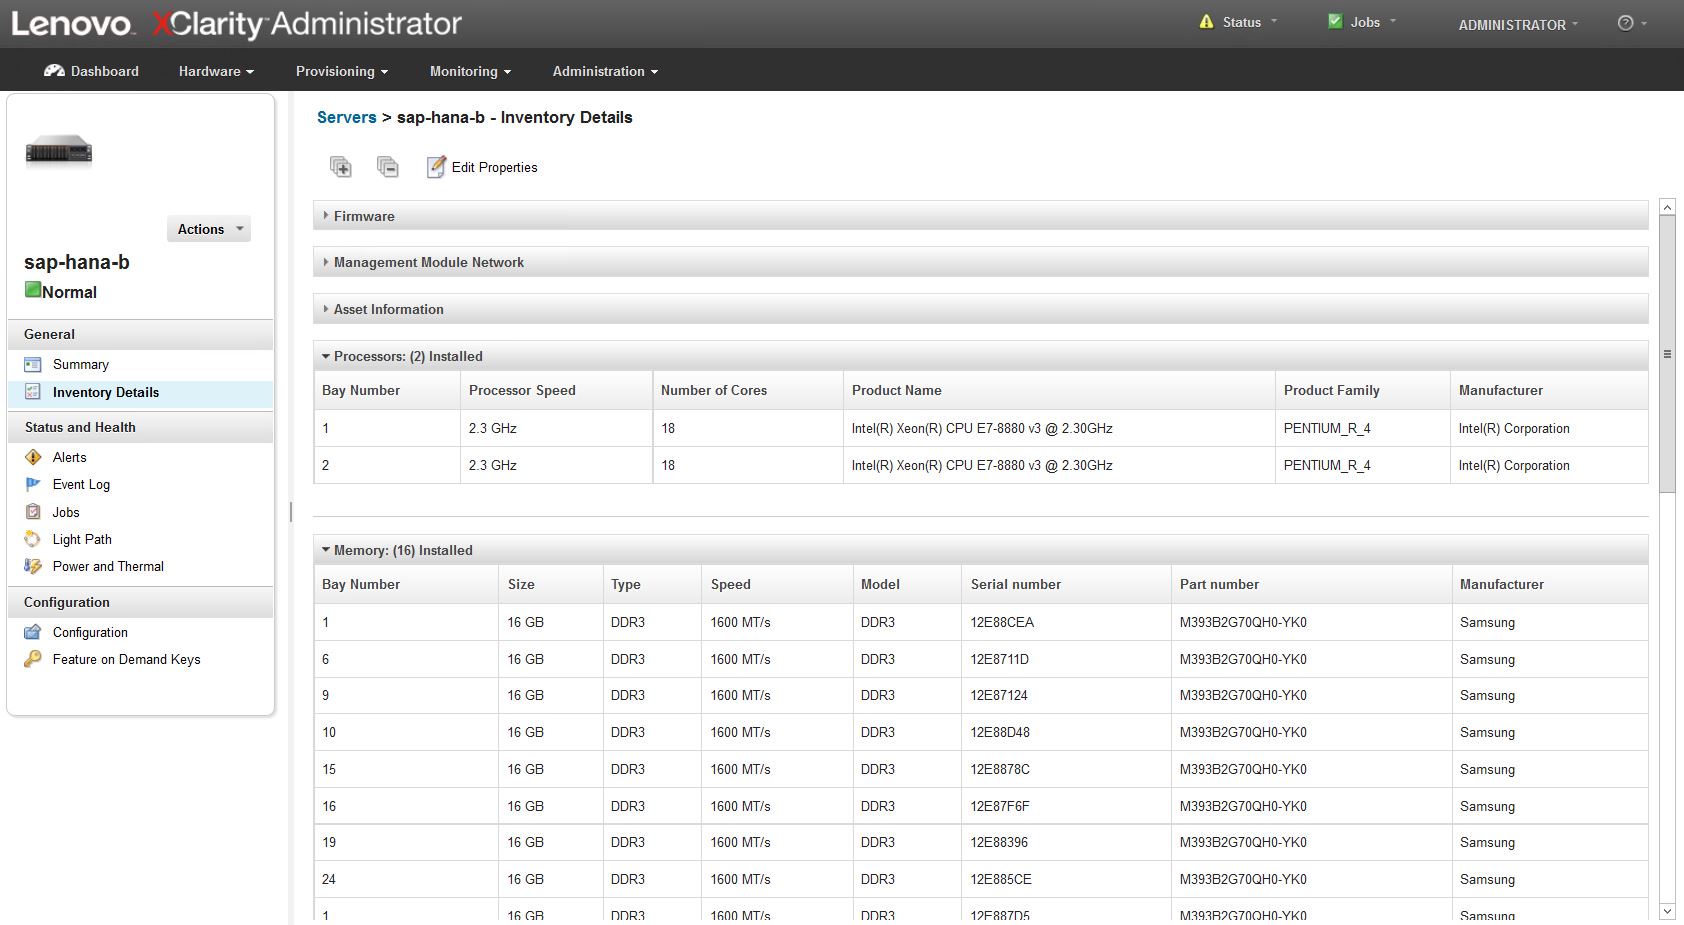 Lenovo XClarity Administrator Status Jobs ADMINISTRATOR
Dashboard Hardware Provisioning Monitoring Administration
Servers > sap-hana-b - Inventory Details
Edit Properties
Actions
sap-hana-b
Normal
General
Summary
Inventory Details
Status and Health
Alerts
Event Log
Jobs
Light Path
Power and Thermal
Configuration
Configuration
Feature on Demand Keys
Firmware
Management Module Network
Asset Information
Processors: (2) Installed
Bay Number Processor Speed Number of Cores Product Name Product Family Manufacturer
1 2.3 GHz 18 Intel(R) Xeon(R) CPU E7-8880 v3 @ 2.30GHz PENTIUM_R_4 Intel(R) Corporation
2 2.3 GHz 18 Intel(R) Xeon(R) CPU E7-8880 v3 @ 2.30GHz PENTIUM_R_4 Intel(R) Corporation
Memory: (16) Installed
Bay Number Size Type Speed Model Serial number Part number Manufacturer
1 16 GB DDR3 1600 MT/s DDR3 12E88CEA M393B2G70QH0-YK0 Samsung
6 16 GB DDR3 1600 MT/s DDR3 12E8711D M393B2G70QH0-YK0 Samsung
9 16 GB DDR3 1600 MT/s DDR3 12E87124 M393B2G70QH0-YK0 Samsung
10 16 GB DDR3 1600 MT/s DDR3 12E88D48 M393B2G70QH0-YK0 Samsung
15 16 GB DDR3 1600 MT/s DDR3 12E8878C M393B2G70QH0-YK0 Samsung
16 16 GB DDR3 1600 MT/s DDR3 12E87F6F M393B2G70QH0-YK0 Samsung
19 16 GB DDR3 1600 MT/s DDR3 12E88396 M393B2G70QH0-YK0 Samsung
24 16 GB DDR3 1600 MT/s DDR3 12E885CE M393B2G70QH0-YK0 Samsung
1 16 GB DDR3 1600 MT/s DDR3 12E887D5 M393B2G70QH0-YK0 Samsung